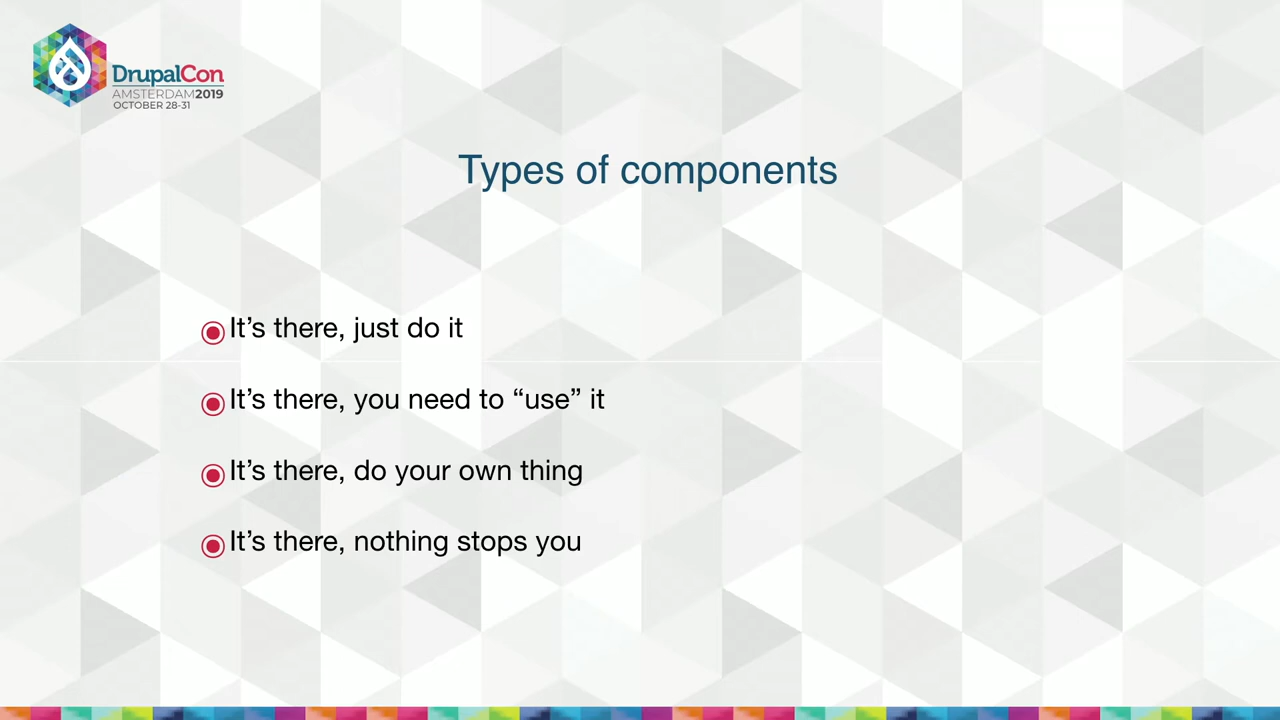 DrupalCon
AMSTERDAM2019
OCTOBER 28-31
Types of components
It’s there, just do it
It’s there, you need to “use” it
It’s there, do your own thing
It’s there, nothing stops you